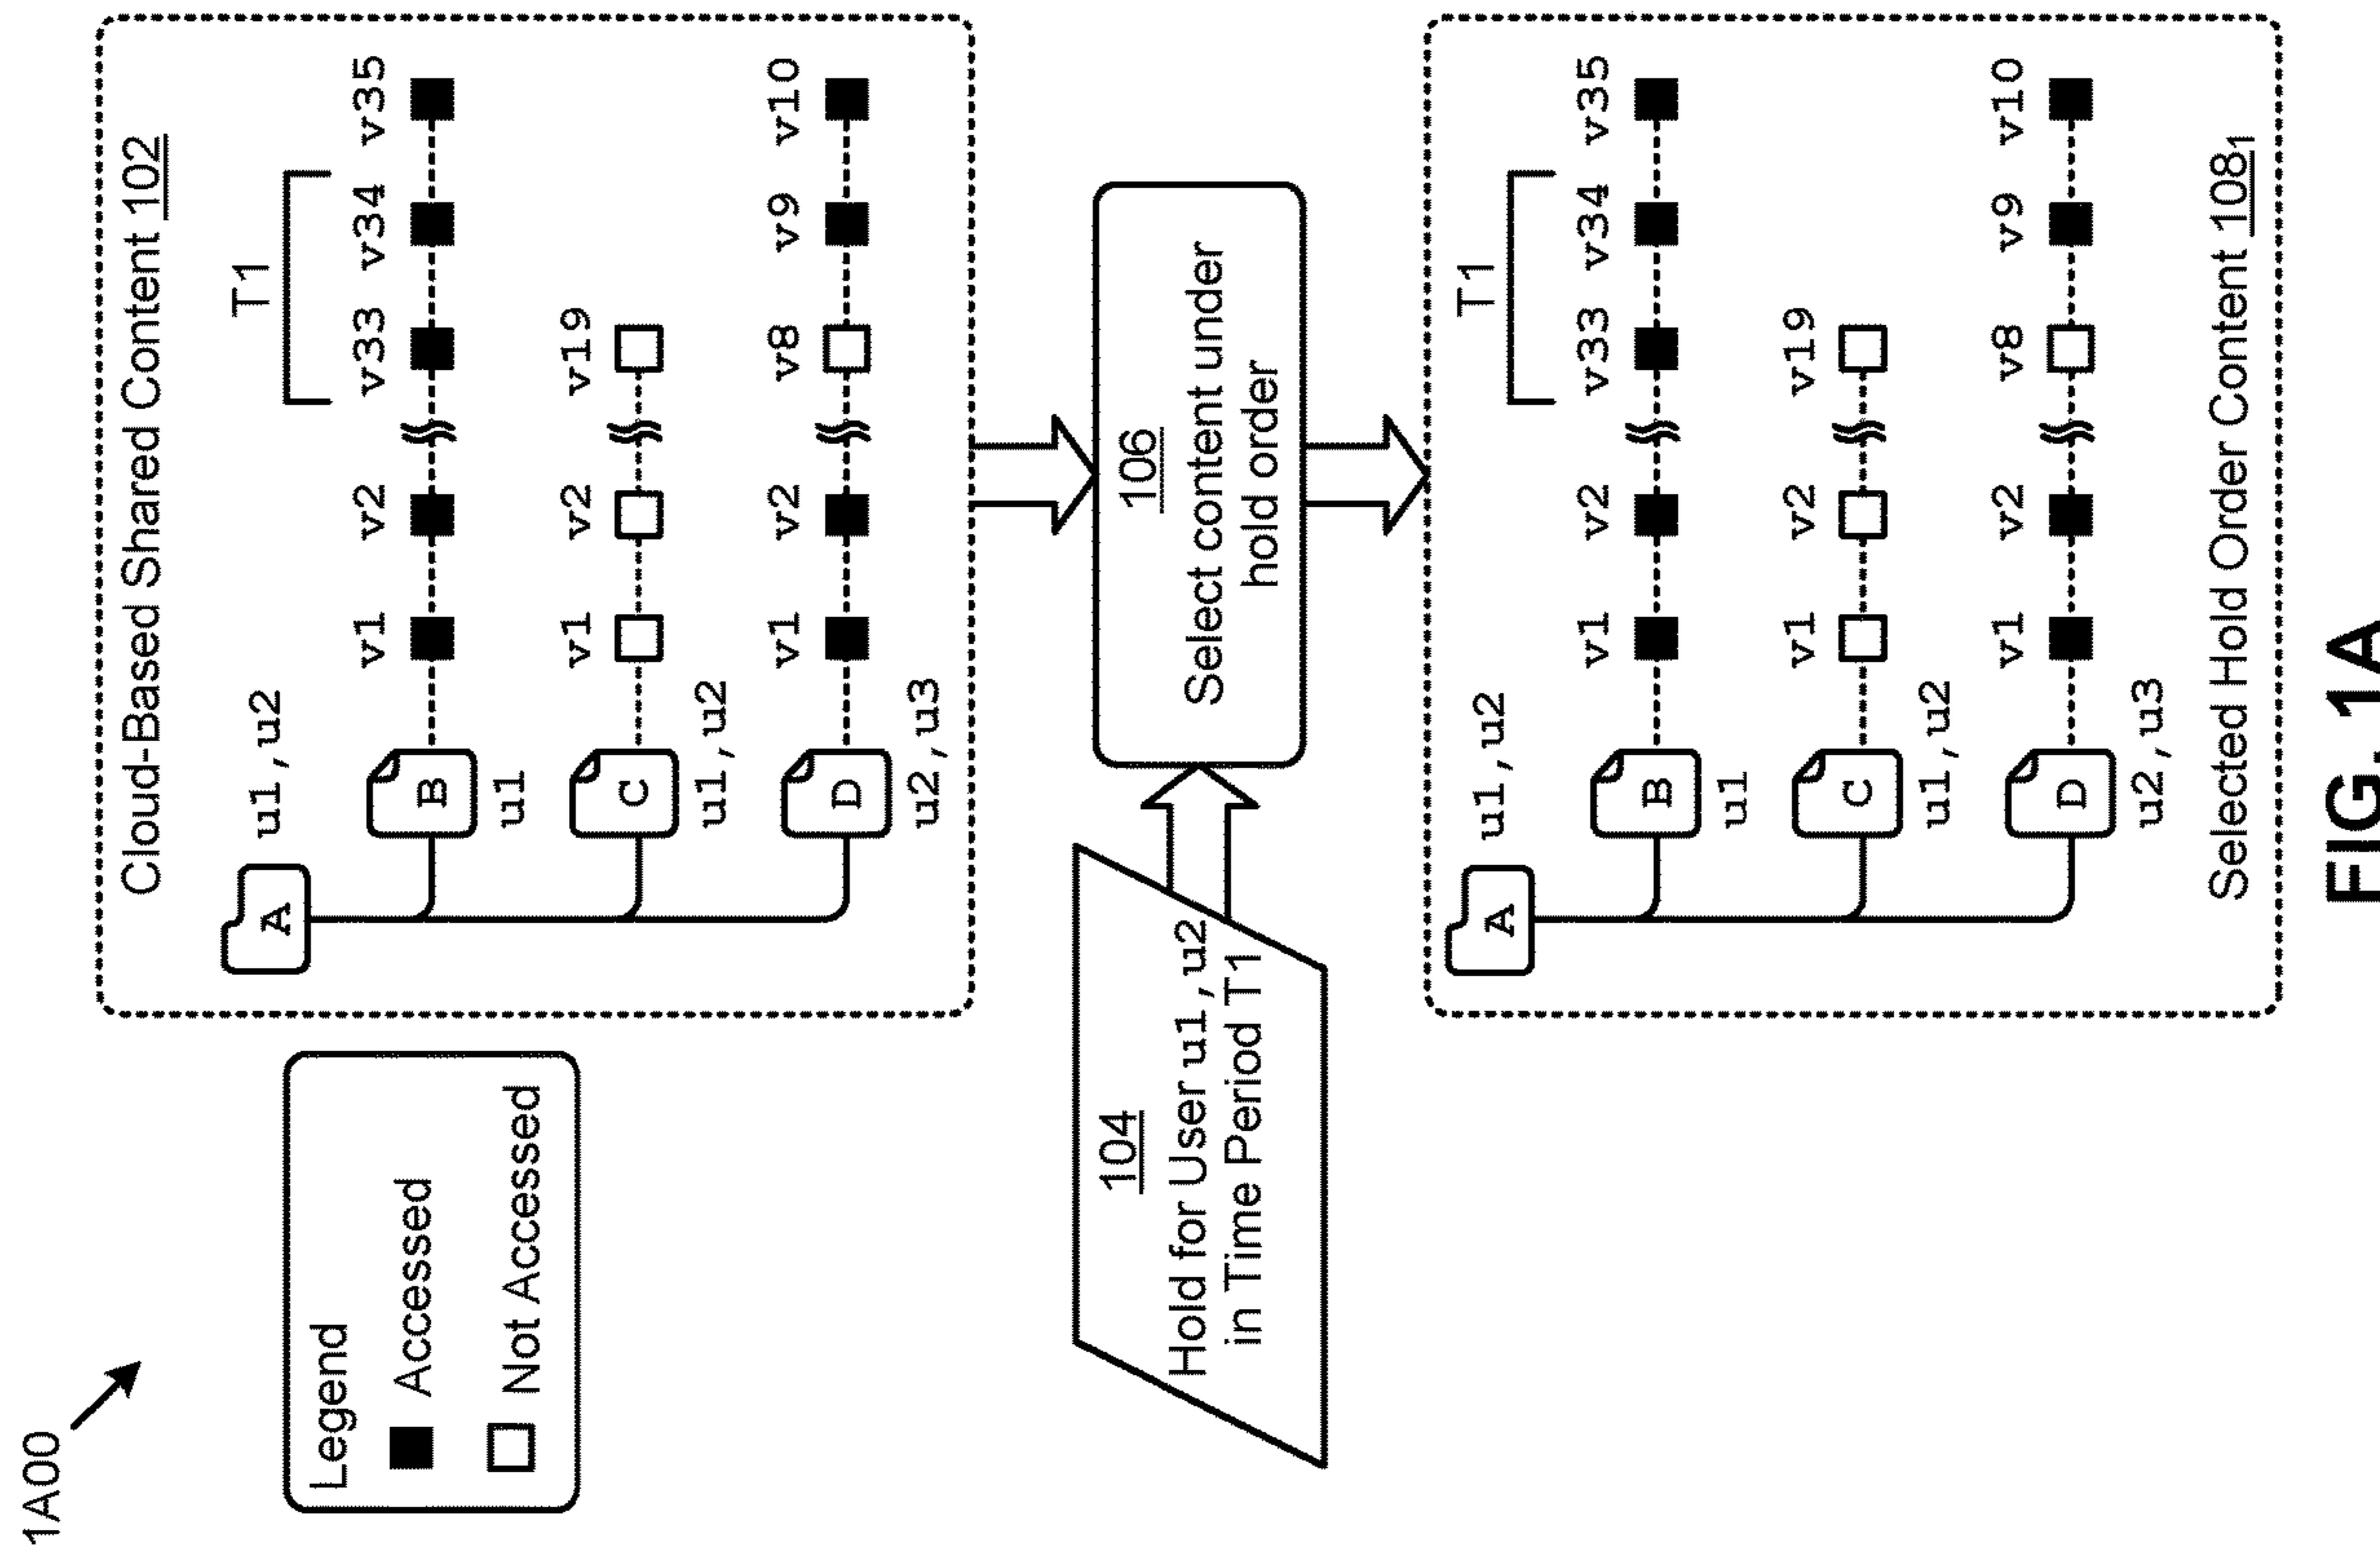 1A00
Legend
Accessed
Not Accessed
Cloud-Based Shared Content 102
A
u1,u2
T1
B
u1
v1
v2
v33
v34
v35
C
u1,u2
v1
v2
v19
D
u2,u3
v1
v2
v8
v9
v10
104
Hold for User u1,u2
in Time Period T1
106
Select content under
hold order
A
u1,u2
T1
B
u1
v1
v2
v33
v34
v35
C
u1,u2
v1
v2
v19
D
u2,u3
v1
v2
v8
v9
v10
Selected Hold Order Content 108₁
FIG. 1A